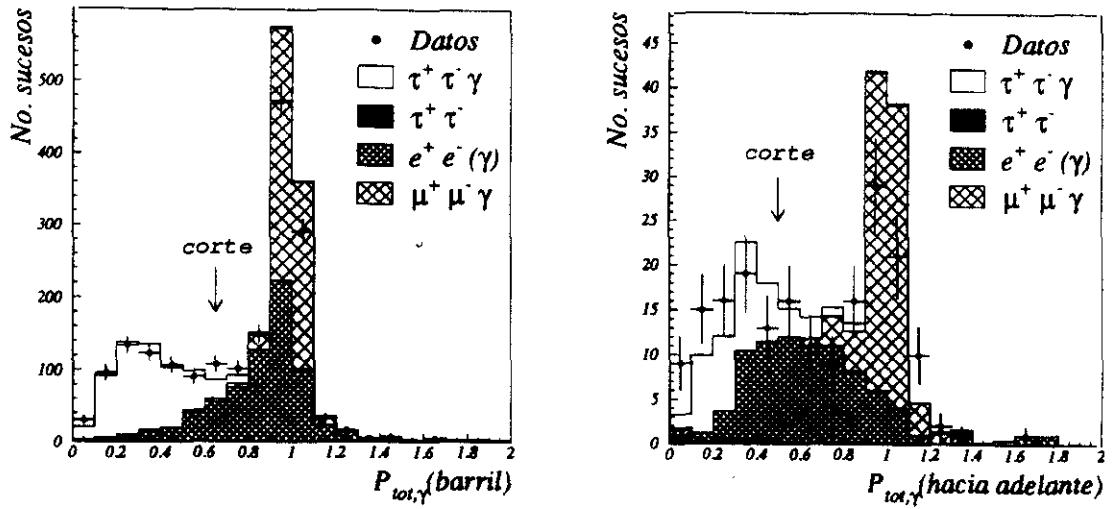 No. sucesos
500
400
300
200
100
0
0 0.2 0.4 0.6 0.8 1 1.2 1.4 1.6 1.8 2
P_tot,γ(barril)
Datos
τ⁺ τ⁻ γ
τ⁺ τ⁻
e⁺ e⁻ (γ)
μ⁺ μ⁻ γ
corte
No. sucesos
45
40
35
30
25
20
15
10
5
0
0 0.2 0.4 0.6 0.8 1 1.2 1.4 1.6 1.8 2
P_tot,γ(hacia adelante)
Datos
τ⁺ τ⁻ γ
τ⁺ τ⁻
e⁺ e⁻ (γ)
μ⁺ μ⁻ γ
corte